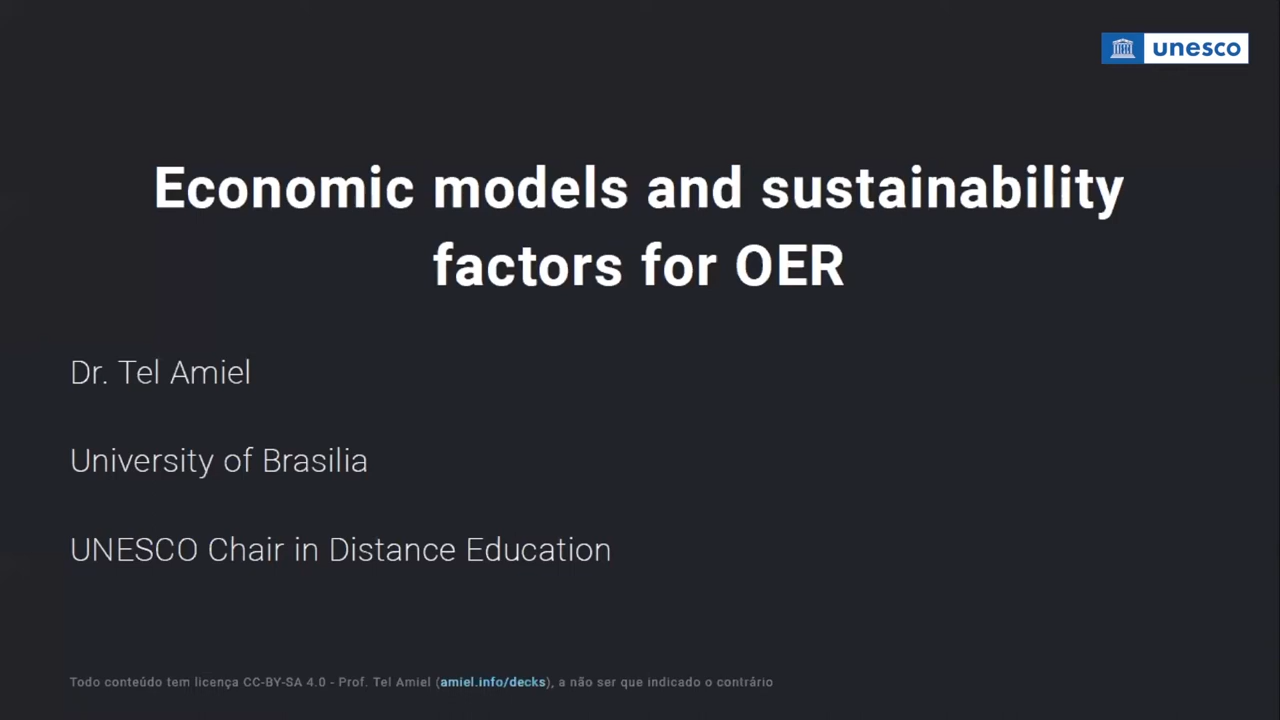 unesco
Economic models and sustainability
factors for OER
Dr. Tel Amiel
University of Brasilia
UNESCO Chair in Distance Education
Todo conteúdo tem licença CC-BY-SA 4.0 - Prof. Tel Amiel (amiel.info/decks), a não ser que indicado o contrário